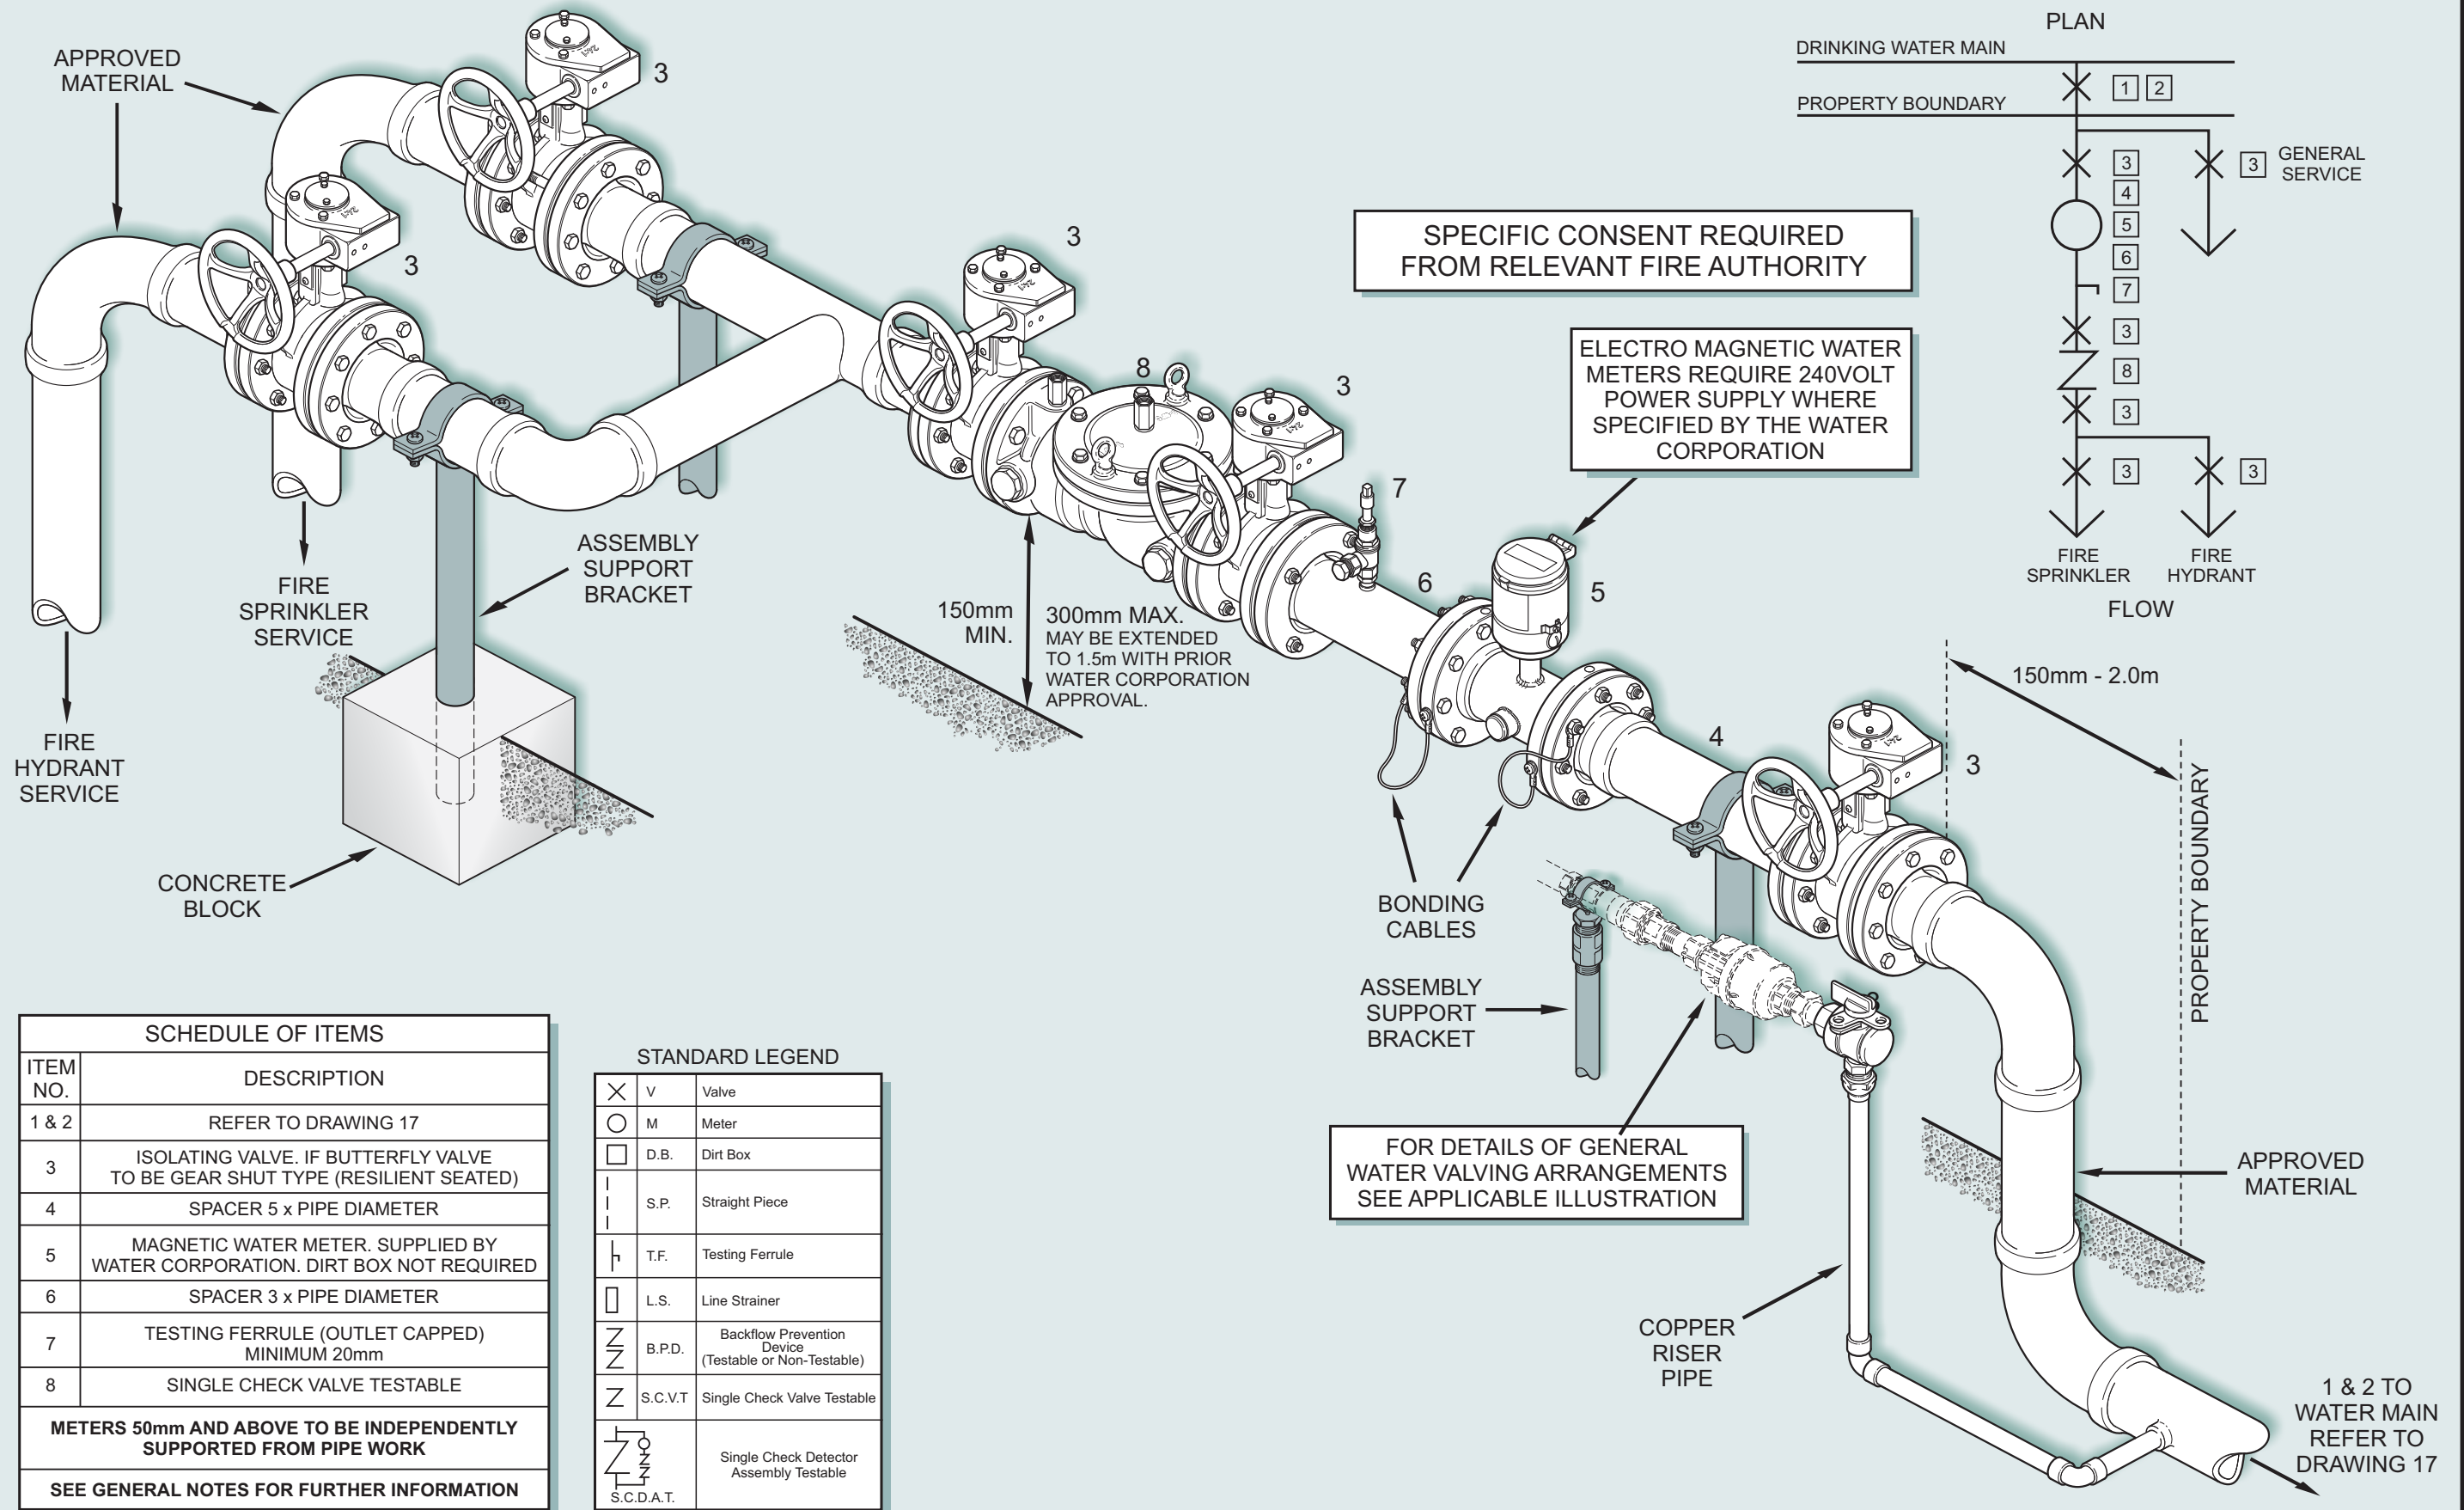 PLAN
DRINKING WATER MAIN
1 2
PROPERTY BOUNDARY
3
3
GENERAL
SERVICE
4
5
6
7
3
8
3
3
3
FIRE
SPRINKLER
FIRE
HYDRANT
FLOW
APPROVED
MATERIAL
3
3
3
8
3
7
6
5
4
3
SPECIFIC CONSENT REQUIRED
FROM RELEVANT FIRE AUTHORITY
ELECTRO MAGNETIC WATER
METERS REQUIRE 240VOLT
POWER SUPPLY WHERE
SPECIFIED BY THE WATER
CORPORATION
150mm
MIN.
300mm MAX.
MAY BE EXTENDED
TO 1.5m WITH PRIOR
WATER CORPORATION
APPROVAL.
ASSEMBLY
SUPPORT
BRACKET
FIRE
SPRINKLER
SERVICE
FIRE
HYDRANT
SERVICE
CONCRETE
BLOCK
150mm - 2.0m
PROPERTY BOUNDARY
BONDING
CABLES
ASSEMBLY
SUPPORT
BRACKET
FOR DETAILS OF GENERAL
WATER VALVING ARRANGEMENTS
SEE APPLICABLE ILLUSTRATION
APPROVED
MATERIAL
COPPER
RISER
PIPE
1 & 2 TO
WATER MAIN
REFER TO
DRAWING 17
SCHEDULE OF ITEMS
ITEM
NO.
DESCRIPTION
1 & 2 REFER TO DRAWING 17
3 ISOLATING VALVE. IF BUTTERFLY VALVE
TO BE GEAR SHUT TYPE (RESILIENT SEATED)
4 SPACER 5 x PIPE DIAMETER
5 MAGNETIC WATER METER. SUPPLIED BY
WATER CORPORATION. DIRT BOX NOT REQUIRED
6 SPACER 3 x PIPE DIAMETER
7 TESTING FERRULE (OUTLET CAPPED)
MINIMUM 20mm
8 SINGLE CHECK VALVE TESTABLE
METERS 50mm AND ABOVE TO BE INDEPENDENTLY
SUPPORTED FROM PIPE WORK
SEE GENERAL NOTES FOR FURTHER INFORMATION
STANDARD LEGEND
V Valve
M Meter
D.B. Dirt Box
S.P. Straight Piece
T.F. Testing Ferrule
L.S. Line Strainer
B.P.D. Backflow Prevention
Device
(Testable or Non-Testable)
S.C.V.T Single Check Valve Testable
Single Check Detector
Assembly Testable
S.C.D.A.T.